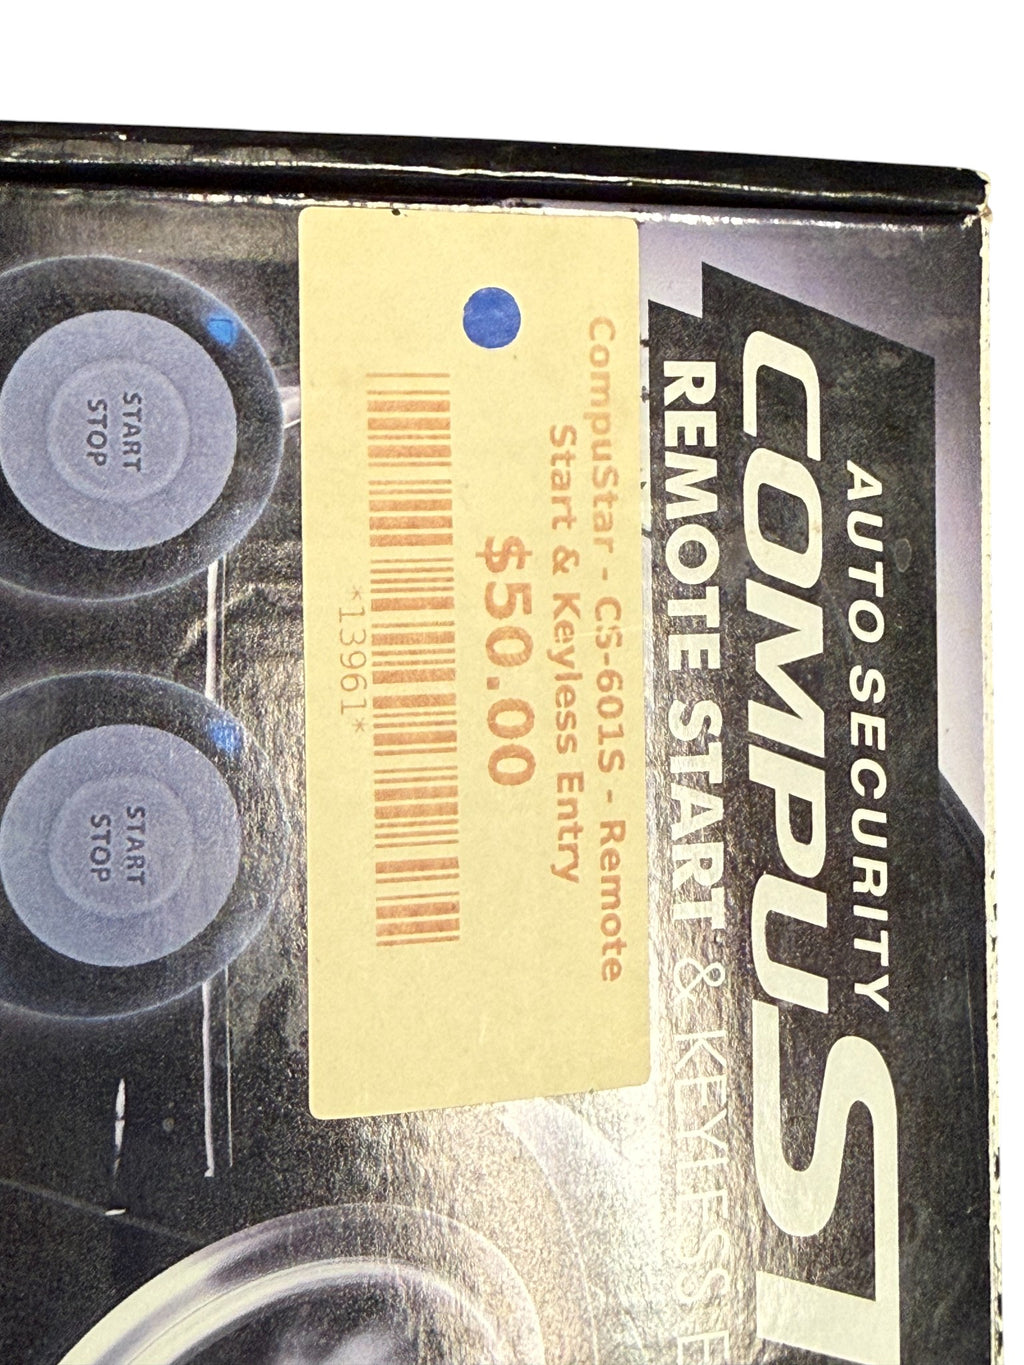 AUTO SECURITY
COMPUST
REMOTE START & KEYLESS E
CompuStar - CS-601S - Remote
Start & Keyless Entry
$50.00
*13961*
START
STOP
START
STOP